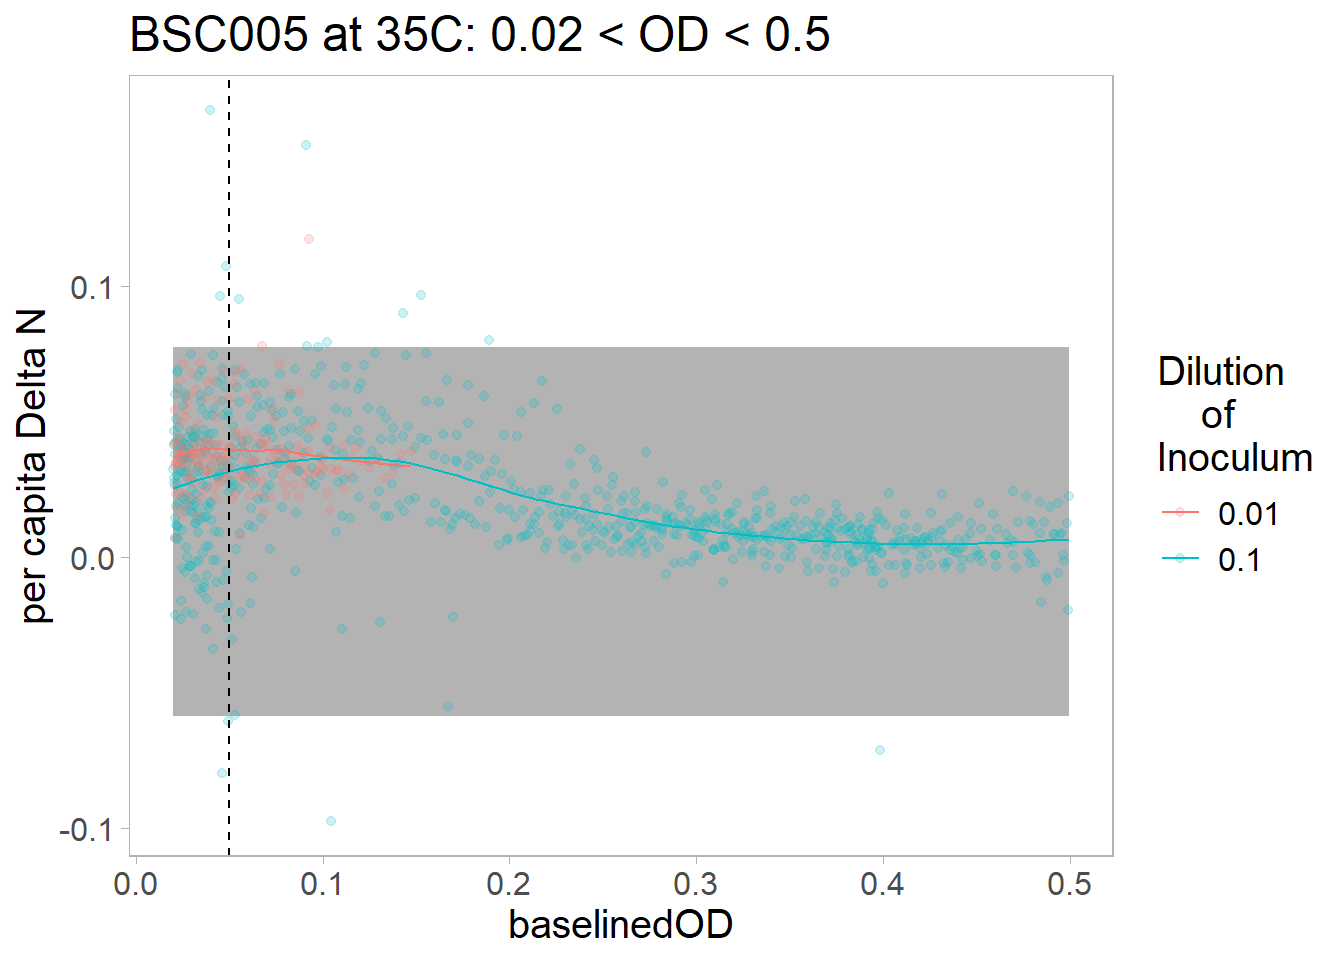 BSC005 at 35C: 0.02 < OD < 0.5
per capita Delta N
0.1
0.0
-0.1
0.0
0.1
0.2
0.3
0.4
0.5
baselinedOD
Dilution
of
Inoculum
0.01
0.1